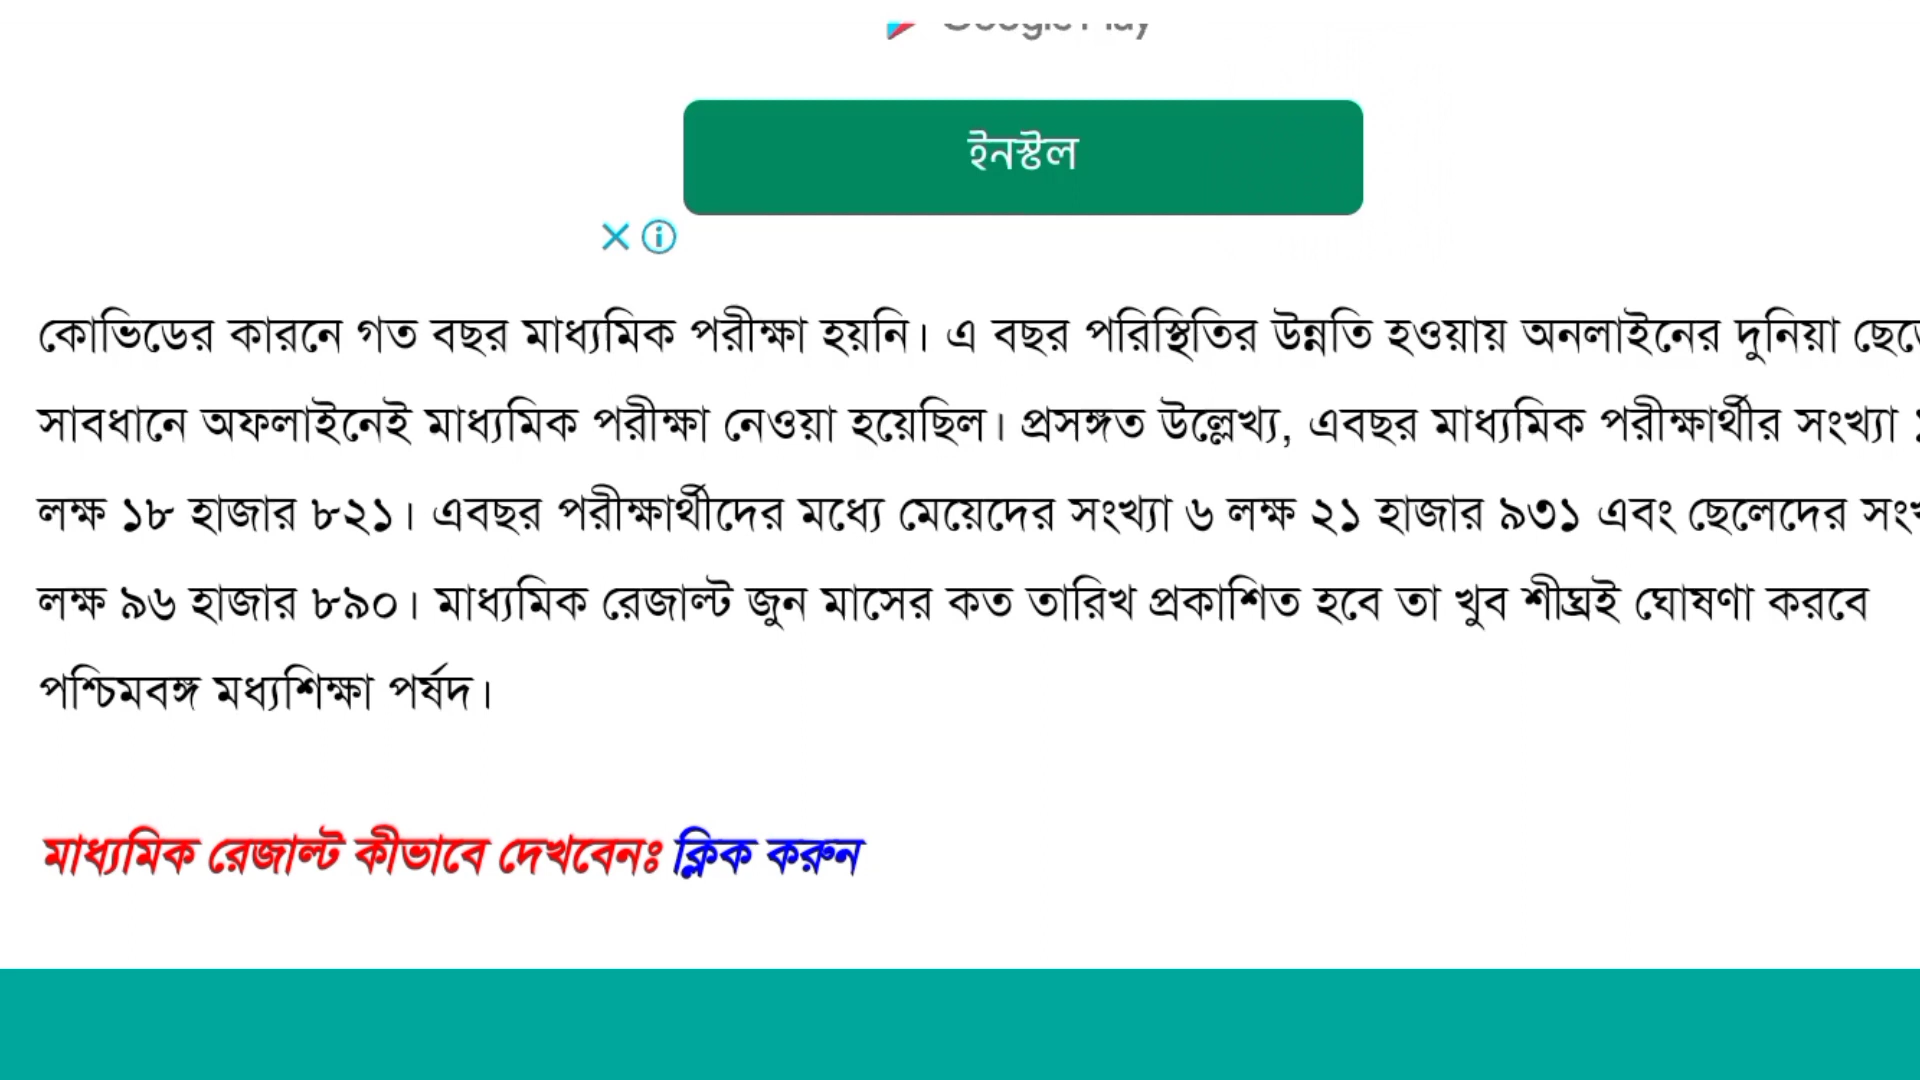 ইনস্টল
কোভিডের কারনে গত বছর মাধ্যমিক পরীক্ষা হয়নি। এ বছর পরিস্থিতির উন্নতি হওয়ায় অনলাইনের দুনিয়া
সাবধানে অফলাইনেই মাধ্যমিক পরীক্ষা নেওয়া হয়েছিল। প্রসঙ্গত উল্লেখ্য, এবছর মাধ্যমিক পরীক্ষার্থীর সংখ্যা
লক্ষ ১৮ হাজার ৮২১। এবছর পরীক্ষার্থীদের মধ্যে মেয়েদের সংখ্যা ৬ লক্ষ ২১ হাজার ৯৩১ এবং ছেলেদের
লক্ষ ৯৬ হাজার ৮৯০। মাধ্যমিক রেজাল্ট জুন মাসের কত তারিখ প্রকাশিত হবে তা খুব শীঘ্রই ঘোষণা করবে
পশ্চিমবঙ্গ মধ্যশিক্ষা পর্ষদ।
মাধ্যমিক রেজাল্ট কীভাবে দেখবেনঃ ক্লিক করুন